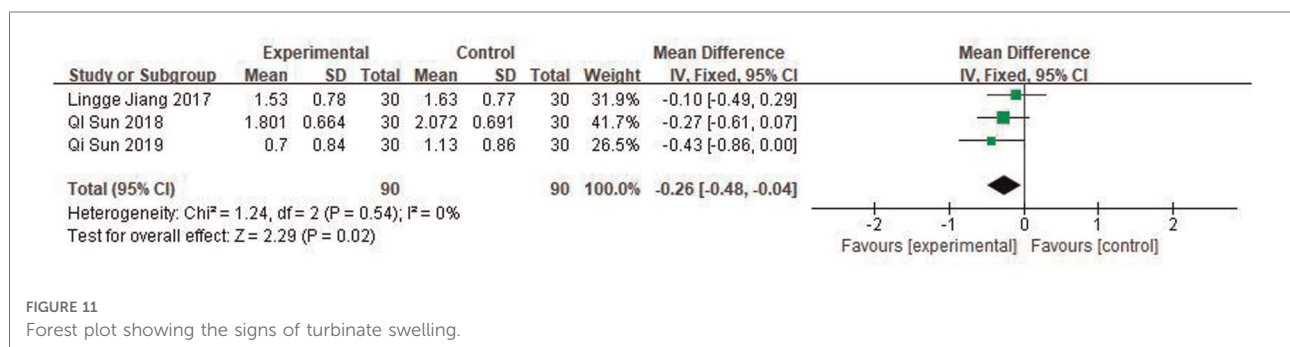 Experimental Control Mean Difference Mean Difference
Study or Subgroup Mean SD Total Mean SD Total Weight IV, Fixed, 95% CI IV, Fixed, 95% CI
Lingge Jiang 2017 1.53 0.78 30 1.63 0.77 30 31.9% -0.10 [-0.49, 0.29]
QI Sun 2018 1.801 0.664 30 2.072 0.691 30 41.7% -0.27 [-0.61, 0.07]
Qi Sun 2019 0.7 0.84 30 1.13 0.86 30 26.5% -0.43 [-0.86, 0.00]
Total (95% CI) 90 90 100.0% -0.26 [-0.48, -0.04]
Heterogeneity: Chi² = 1.24, df = 2 (P = 0.54); I² = 0%
Test for overall effect: Z = 2.29 (P = 0.02)
-2 -1 0 1 2
Favours [experimental] Favours [control]
FIGURE 11
Forest plot showing the signs of turbinate swelling.